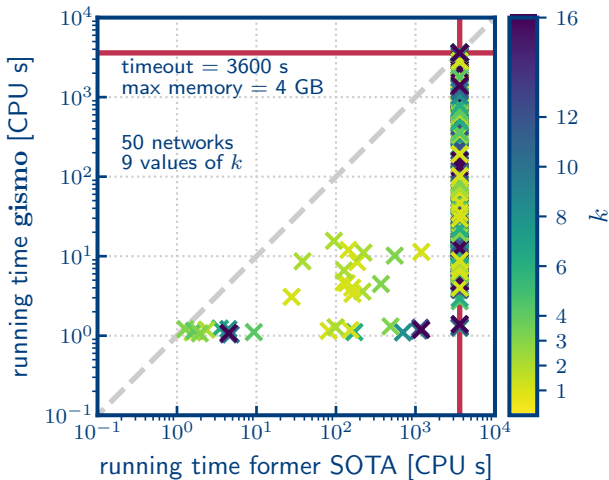 running time gismo [CPU s]
10⁴
10³
10²
10¹
10⁰
10⁻¹
timeout = 3600 s
max memory = 4 GB
50 networks
9 values of k
10⁻¹ 10⁰ 10¹ 10² 10³ 10⁴
running time former SOTA [CPU s]
16
14
12
10
8
6
5
4
3
2
1
k